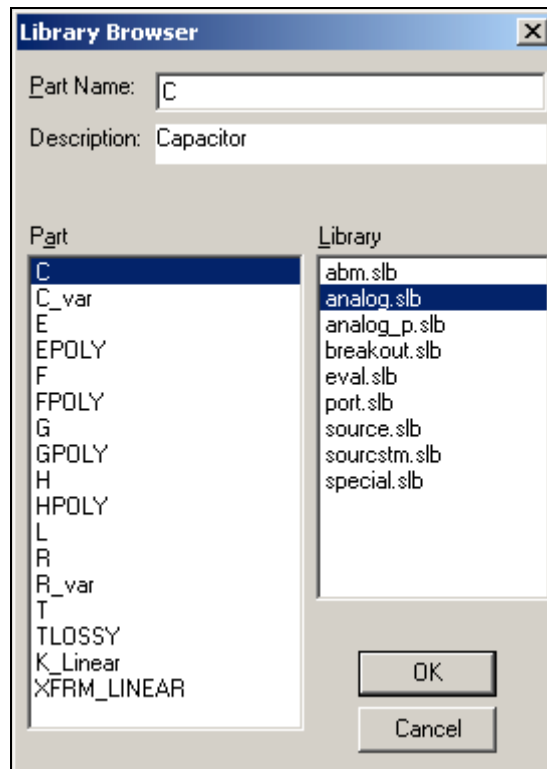 Library Browser
Part Name: C
Description: Capacitor
Part
C
C_var
E
EPOLY
F
FPOLY
G
GPOLY
H
HPOLY
L
R
R_var
T
TLOSSY
K_Linear
XFRM_LINEAR
Library
abm.slb
analog.slb
analog_p.slb
breakout.slb
eval.slb
port.slb
source.slb
sourcstm.slb
special.slb
OK
Cancel